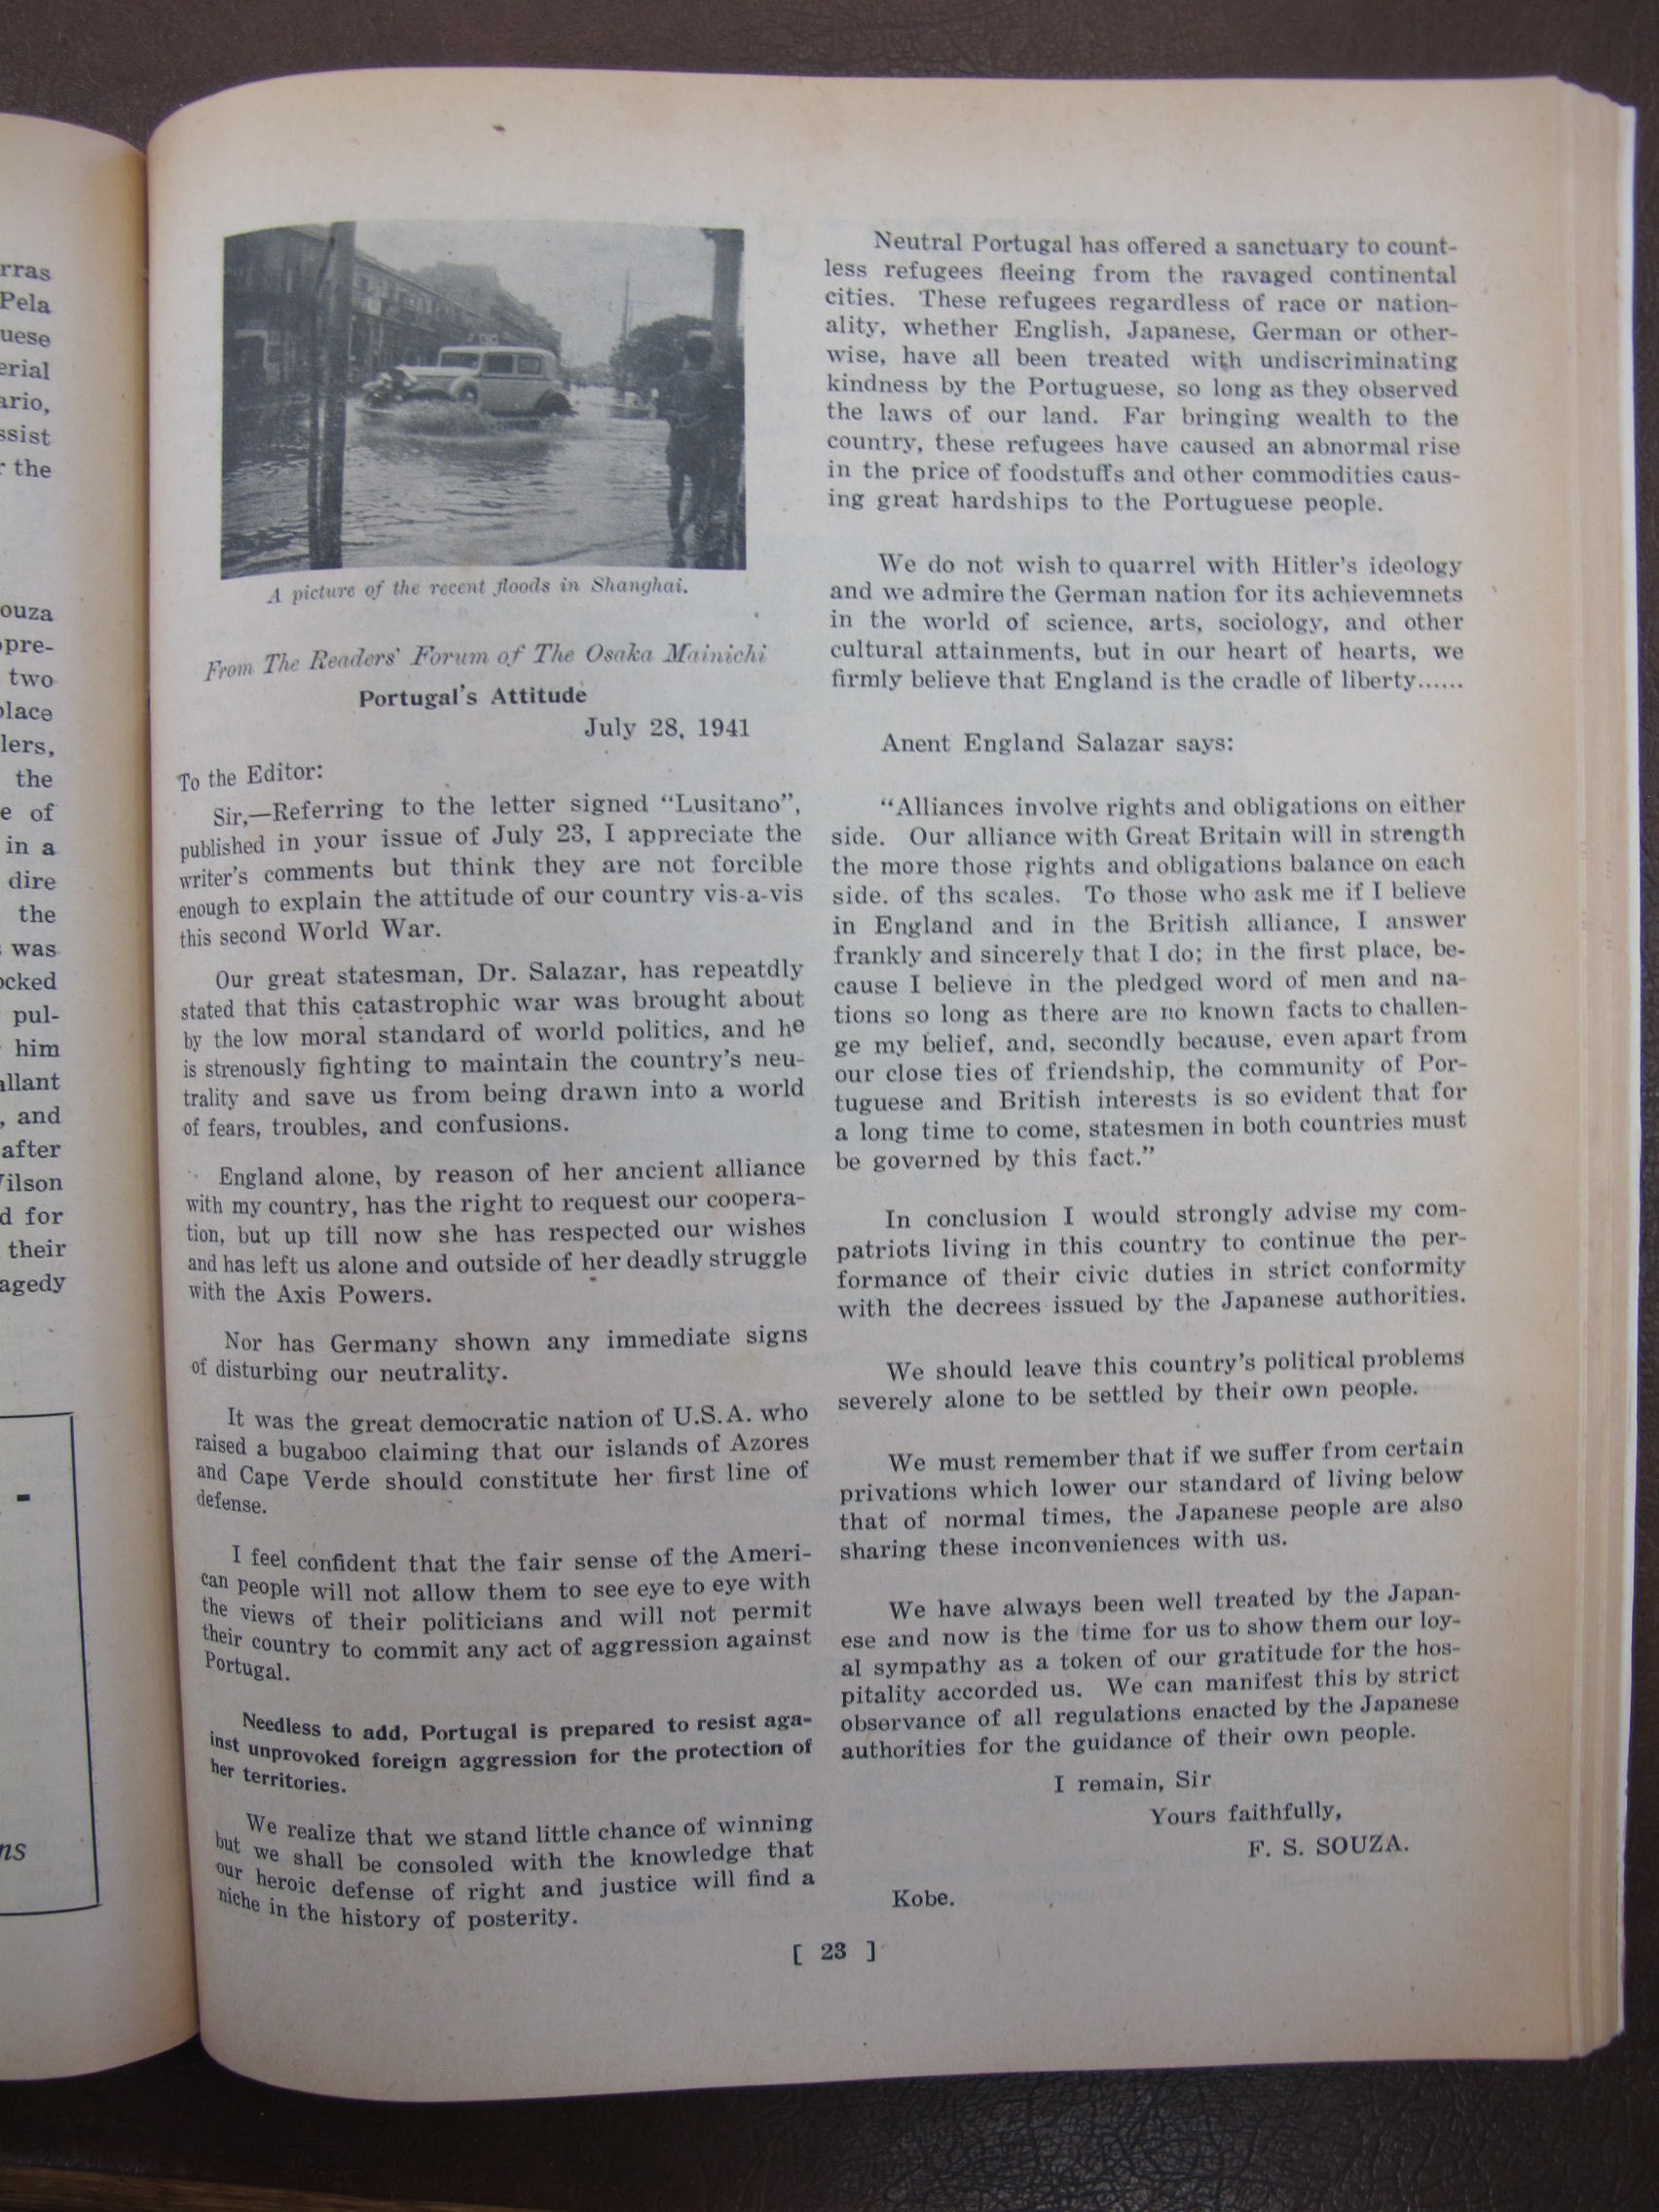 rras
Pela
uese
erial
ario,
ssist
r the
ouza
pre-
two
place
lers,
the
e of
in a
dire
the
was
ocked
pul-
him
allant
, and
after
Wilson
d for
their
agedy
-
ns
A picture of the recent floods in Shanghai.
From The Readers' Forum of The Osaka Mainichi
Portugal's Attitude
July 28, 1941
To the Editor:
Sir,—Referring to the letter signed “Lusitano”,
published in your issue of July 23, I appreciate the
writer's comments but think they are not forcible
enough to explain the attitude of our country vis-a-vis
this second World War.
Our great statesman, Dr. Salazar, has repeatdly
stated that this catastrophic war was brought about
by the low moral standard of world politics, and he
is strenously fighting to maintain the country's neu-
trality and save us from being drawn into a world
of fears, troubles, and confusions.
England alone, by reason of her ancient alliance
with my country, has the right to request our coopera-
tion, but up till now she has respected our wishes
and has left us alone and outside of her deadly struggle
with the Axis Powers.
Nor has Germany shown any immediate signs
of disturbing our neutrality.
It was the great democratic nation of U.S.A. who
raised a bugaboo claiming that our islands of Azores
and Cape Verde should constitute her first line of
defense.
I feel confident that the fair sense of the Ameri-
can people will not allow them to see eye to eye with
the views of their politicians and will not permit
their country to commit any act of aggression against
Portugal.
Needless to add, Portugal is prepared to resist aga-
inst unprovoked foreign aggression for the protection of
her territories.
We realize that we stand little chance of winning
but we shall be consoled with the knowledge that
our heroic defense of right and justice will find a
niche in the history of posterity.
Neutral Portugal has offered a sanctuary to count-
less refugees fleeing from the ravaged continental
cities. These refugees regardless of race or nation-
ality, whether English, Japanese, German or other-
wise, have all been treated with undiscriminating
kindness by the Portuguese, so long as they observed
the laws of our land. Far bringing wealth to the
country, these refugees have caused an abnormal rise
in the price of foodstuffs and other commodities caus-
ing great hardships to the Portuguese people.
We do not wish to quarrel with Hitler's ideology
and we admire the German nation for its achievemnets
in the world of science, arts, sociology, and other
cultural attainments, but in our heart of hearts, we
firmly believe that England is the cradle of liberty......
Anent England Salazar says:
“Alliances involve rights and obligations on either
side. Our alliance with Great Britain will in strength
the more those rights and obligations balance on each
side. of ths scales. To those who ask me if I believe
in England and in the British alliance, I answer
frankly and sincerely that I do; in the first place, be-
cause I believe in the pledged word of men and na-
tions so long as there are no known facts to challen-
ge my belief, and, secondly because, even apart from
our close ties of friendship, the community of Por-
tuguese and British interests is so evident that for
a long time to come, statesmen in both countries must
be governed by this fact.”
In conclusion I would strongly advise my com-
patriots living in this country to continue the per-
formance of their civic duties in strict conformity
with the decrees issued by the Japanese authorities.
We should leave this country's political problems
severely alone to be settled by their own people.
We must remember that if we suffer from certain
privations which lower our standard of living below
that of normal times, the Japanese people are also
sharing these inconveniences with us.
We have always been well treated by the Japan-
ese and now is the time for us to show them our loy-
al sympathy as a token of our gratitude for the hos-
pitality accorded us. We can manifest this by strict
observance of all regulations enacted by the Japanese
authorities for the guidance of their own people.
I remain, Sir
Yours faithfully,
F. S. SOUZA.
Kobe.
[ 23 ]